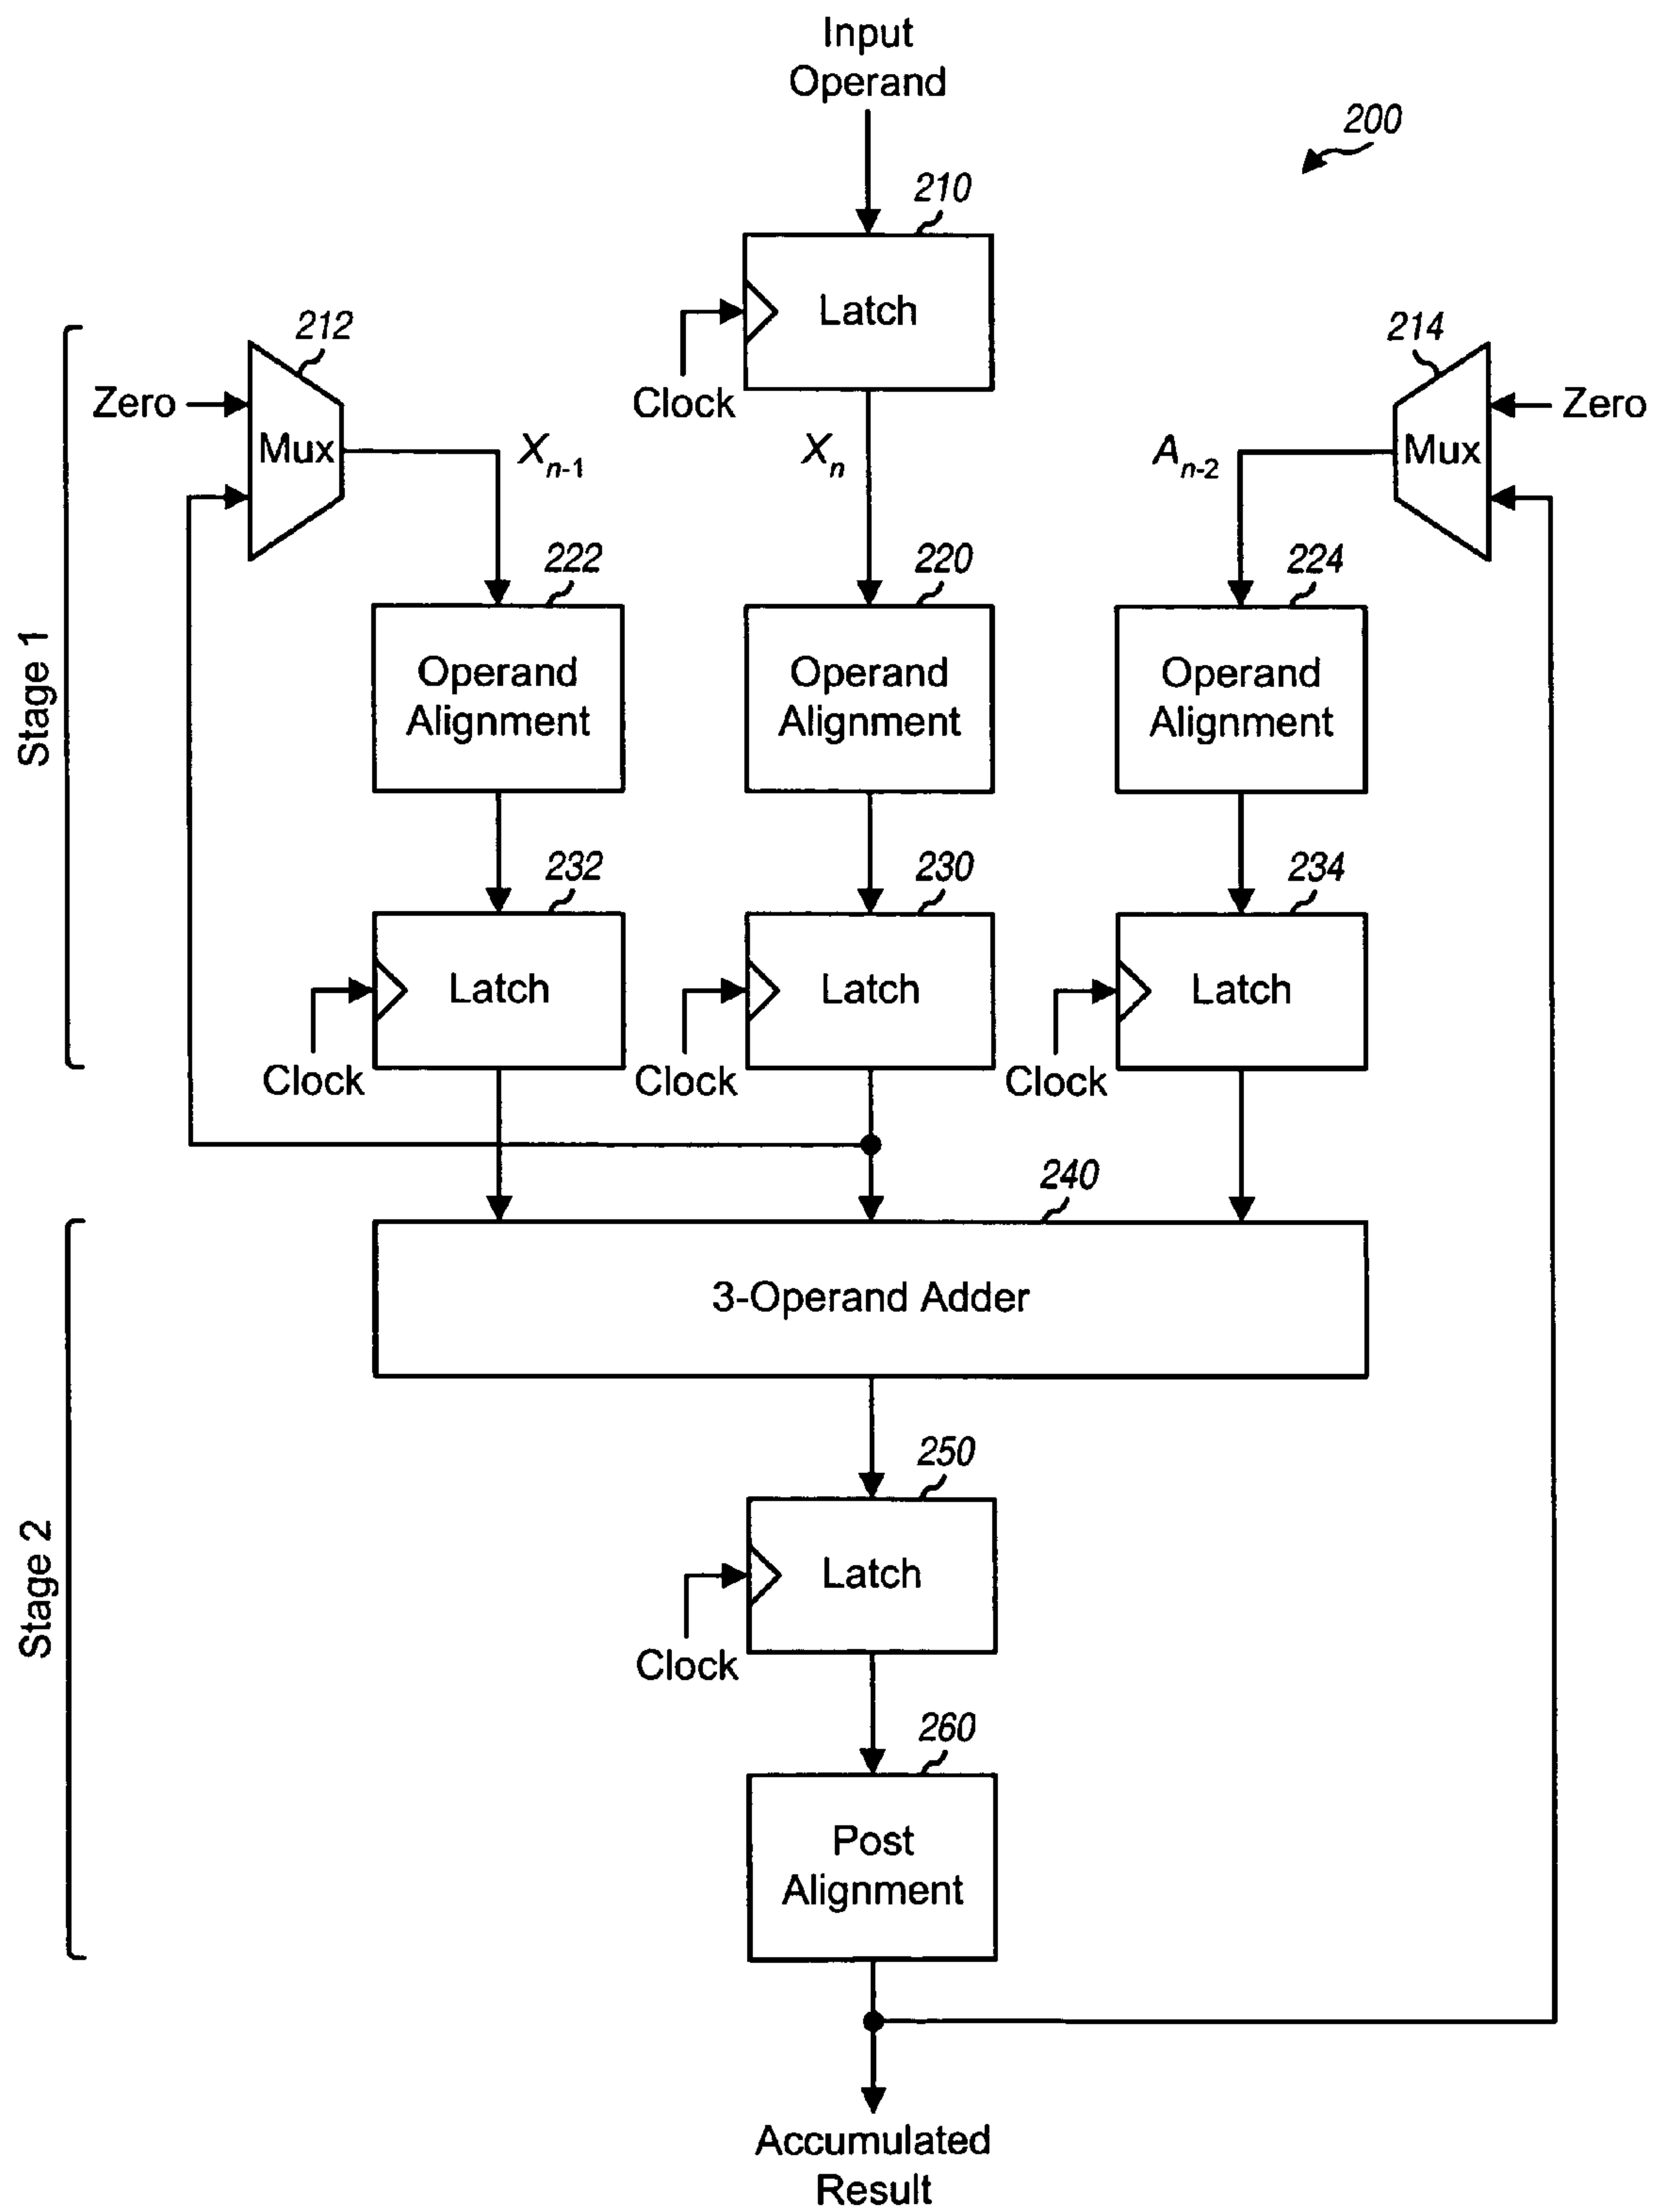 Input
Operand
200
210
Latch
Clock
212
Zero
Mux
214
Zero
Mux
Xn-1
Xn
An-2
Stage 1
222
Operand
Alignment
220
Operand
Alignment
224
Operand
Alignment
232
Latch
Clock
230
Latch
Clock
234
Latch
Clock
240
3-Operand Adder
Stage 2
250
Latch
Clock
260
Post
Alignment
Accumulated
Result